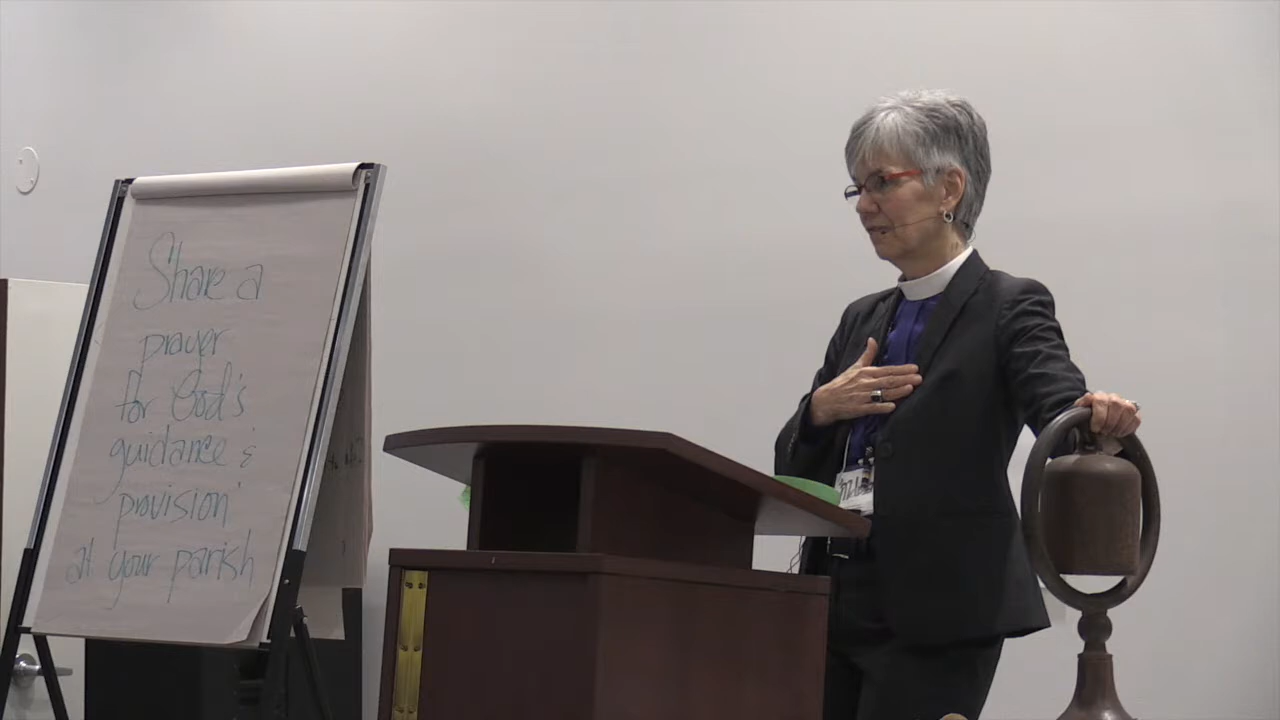 Share a
prayer
for God's
guidance &
provision
at your parish